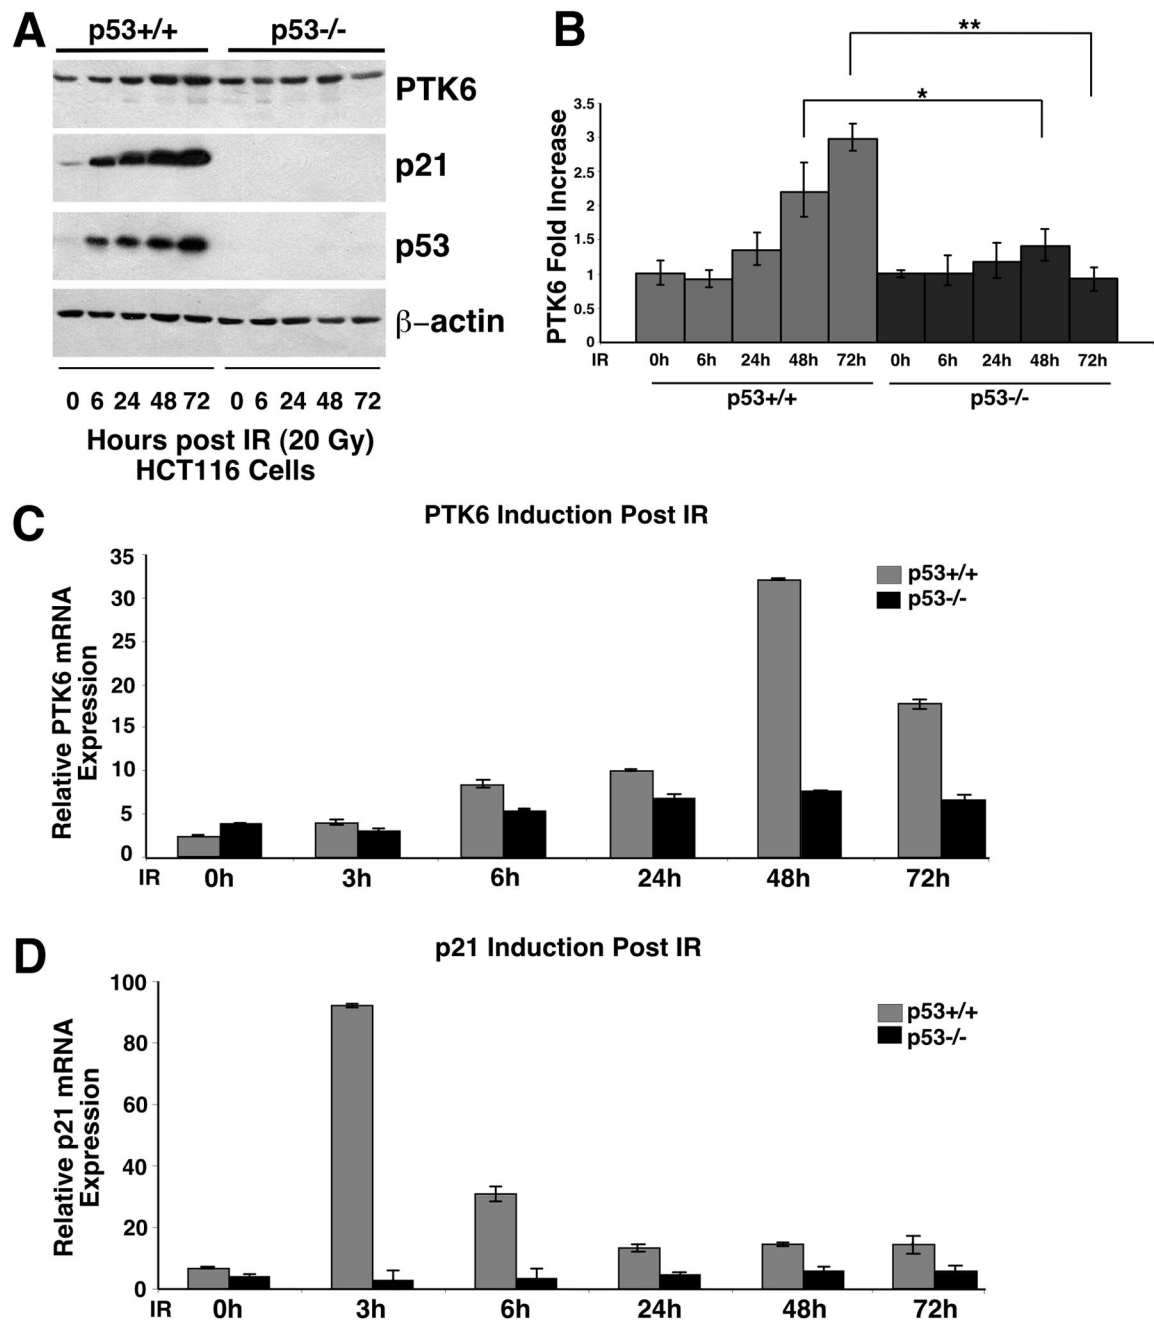 A
p53+/+ p53-/-
PTK6
p21
p53
β-actin
0 6 24 48 72 0 6 24 48 72
Hours post IR (20 Gy)
HCT116 Cells
B
**
*
PTK6 Fold Increase
3.5
3
2.5
2
1.5
1
0.5
0
IR 0h 6h 24h 48h 72h 0h 6h 24h 48h 72h
p53+/+ p53-/-
C
PTK6 Induction Post IR
Relative PTK6 mRNA
Expression
35
30
25
20
15
10
5
0
p53+/+
p53-/-
IR 0h 3h 6h 24h 48h 72h
D
p21 Induction Post IR
Relative p21 mRNA
Expression
100
80
60
40
20
0
p53+/+
p53-/-
IR 0h 3h 6h 24h 48h 72h